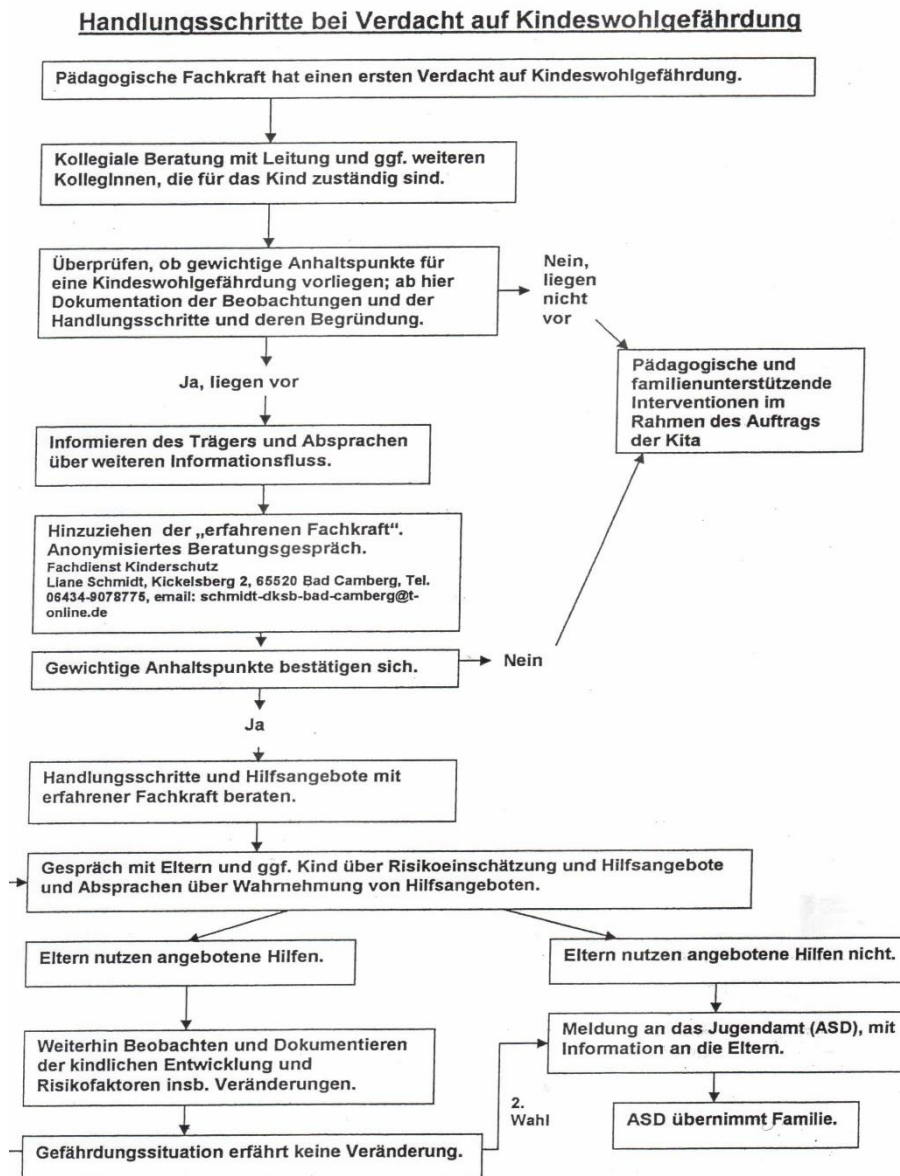 Handlungsschritte bei Verdacht auf Kindeswohlgefährdung
Pädagogische Fachkraft hat einen ersten Verdacht auf Kindeswohlgefährdung.
Kollegiale Beratung mit Leitung und ggf. weiteren
KollegInnen, die für das Kind zuständig sind.
Überprüfen, ob gewichtige Anhaltspunkte für
eine Kindeswohlgefährdung vorliegen; ab hier
Dokumentation der Beobachtungen und der
Handlungsschritte und deren Begründung.
Nein,
liegen
nicht
vor
Ja, liegen vor
Pädagogische und
familienunterstützende
Interventionen im
Rahmen des Auftrags
der Kita
Informieren des Trägers und Absprachen
über weiteren Informationsfluss.
Hinzuziehen der „erfahrenen Fachkraft“.
Anonymisiertes Beratungsgespräch.
Fachdienst Kinderschutz
Liane Schmidt, Kickelsberg 2, 65520 Bad Camberg, Tel.
06434-9078775, email: schmidt-dksb-bad-camberg@t-
online.de
Gewichtige Anhaltspunkte bestätigen sich.
Nein
Ja
Handlungsschritte und Hilfsangebote mit
erfahrener Fachkraft beraten.
Gespräch mit Eltern und ggf. Kind über Risikoeinschätzung und Hilfsangebote
und Absprachen über Wahrnehmung von Hilfsangeboten.
Eltern nutzen angebotene Hilfen.
Eltern nutzen angebotene Hilfen nicht.
Weiterhin Beobachten und Dokumentieren
der kindlichen Entwicklung und
Risikofaktoren insb. Veränderungen.
Meldung an das Jugendamt (ASD), mit
Information an die Eltern.
2.
Wahl
ASD übernimmt Familie.
Gefährdungssituation erfährt keine Veränderung.